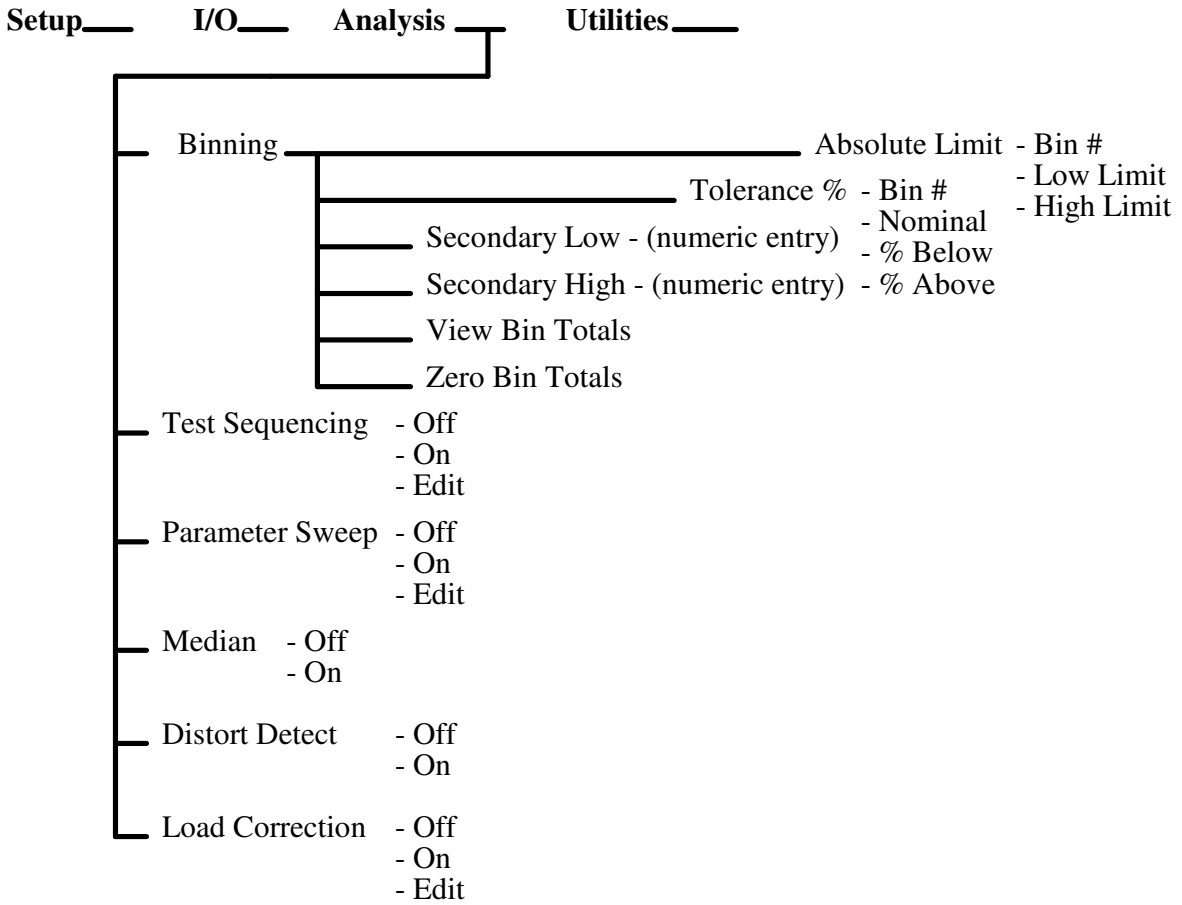 Setup I/O Analysis Utilities
Binning
Absolute Limit - Bin #
- Low Limit
- High Limit
Tolerance % - Bin #
- Nominal
- % Below
- % Above
Secondary Low - (numeric entry)
Secondary High - (numeric entry)
View Bin Totals
Zero Bin Totals
Test Sequencing - Off
- On
- Edit
Parameter Sweep - Off
- On
- Edit
Median - Off
- On
Distort Detect - Off
- On
Load Correction - Off
- On
- Edit